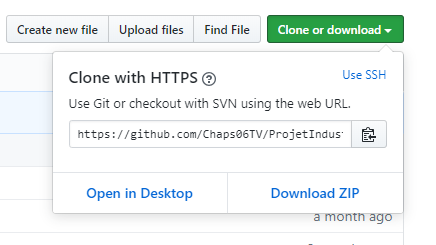 Create new file Upload files Find File Clone or download
Clone with HTTPS ?
Use SSH
Use Git or checkout with SVN using the web URL.
https://github.com/Chaps06TV/ProjetIndus
Open in Desktop Download ZIP
a month ago